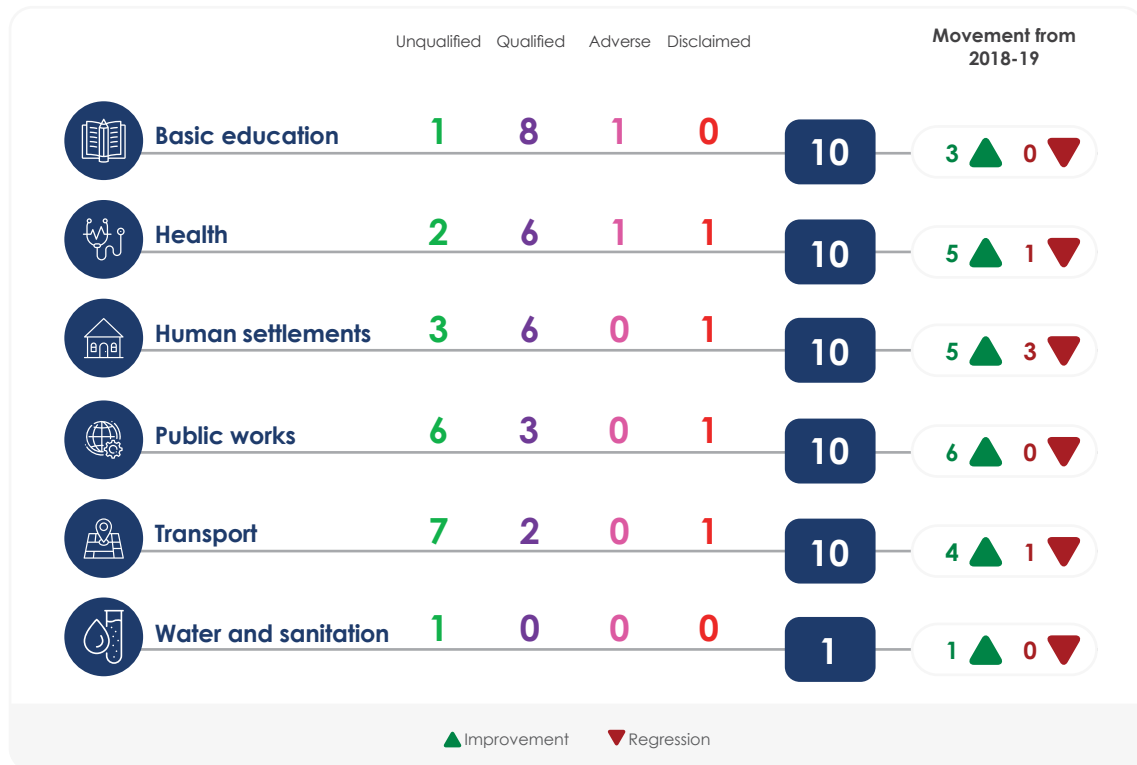 Unqualified Qualified Adverse Disclaimed
Movement from
2018-19
Basic education 1 8 1 0 10 3 0
Health 2 6 1 1 10 5 1
Human settlements 3 6 0 1 10 5 3
Public works 6 3 0 1 10 6 0
Transport 7 2 0 1 10 4 1
Water and sanitation 1 0 0 0 1 1 0
Improvement Regression